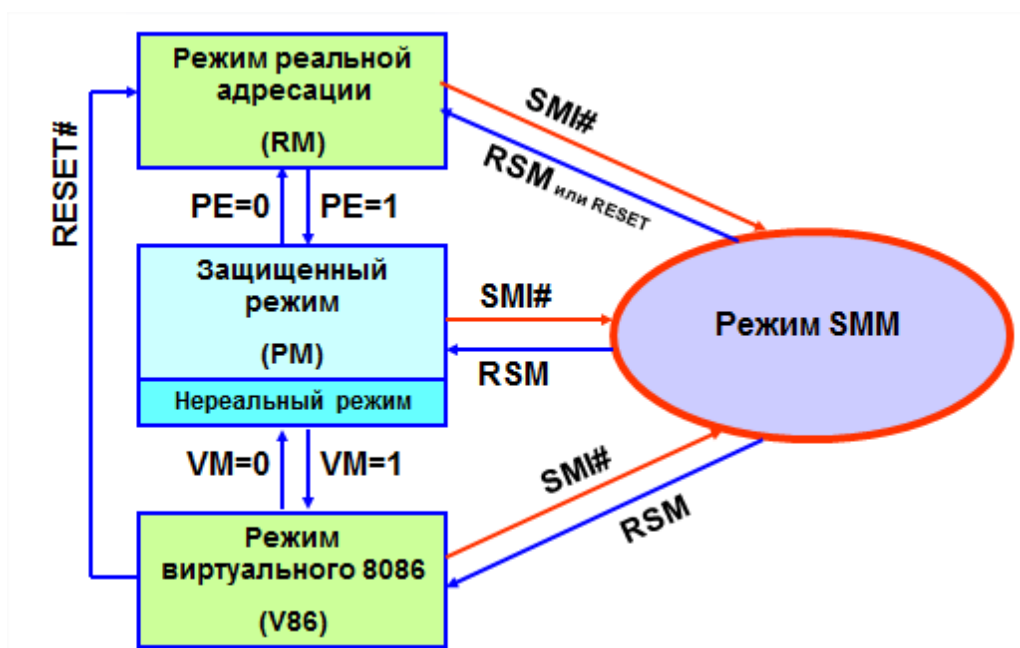 Режим реальной
адресации
(RM)
SMI#
RSM или RESET
RESET#
PE=0 PE=1
Защищенный
режим
(PM)
Нереальный режим
SMI#
RSM
Режим SMM
VM=0 VM=1
SMI#
RSM
Режим
виртуального 8086
(V86)